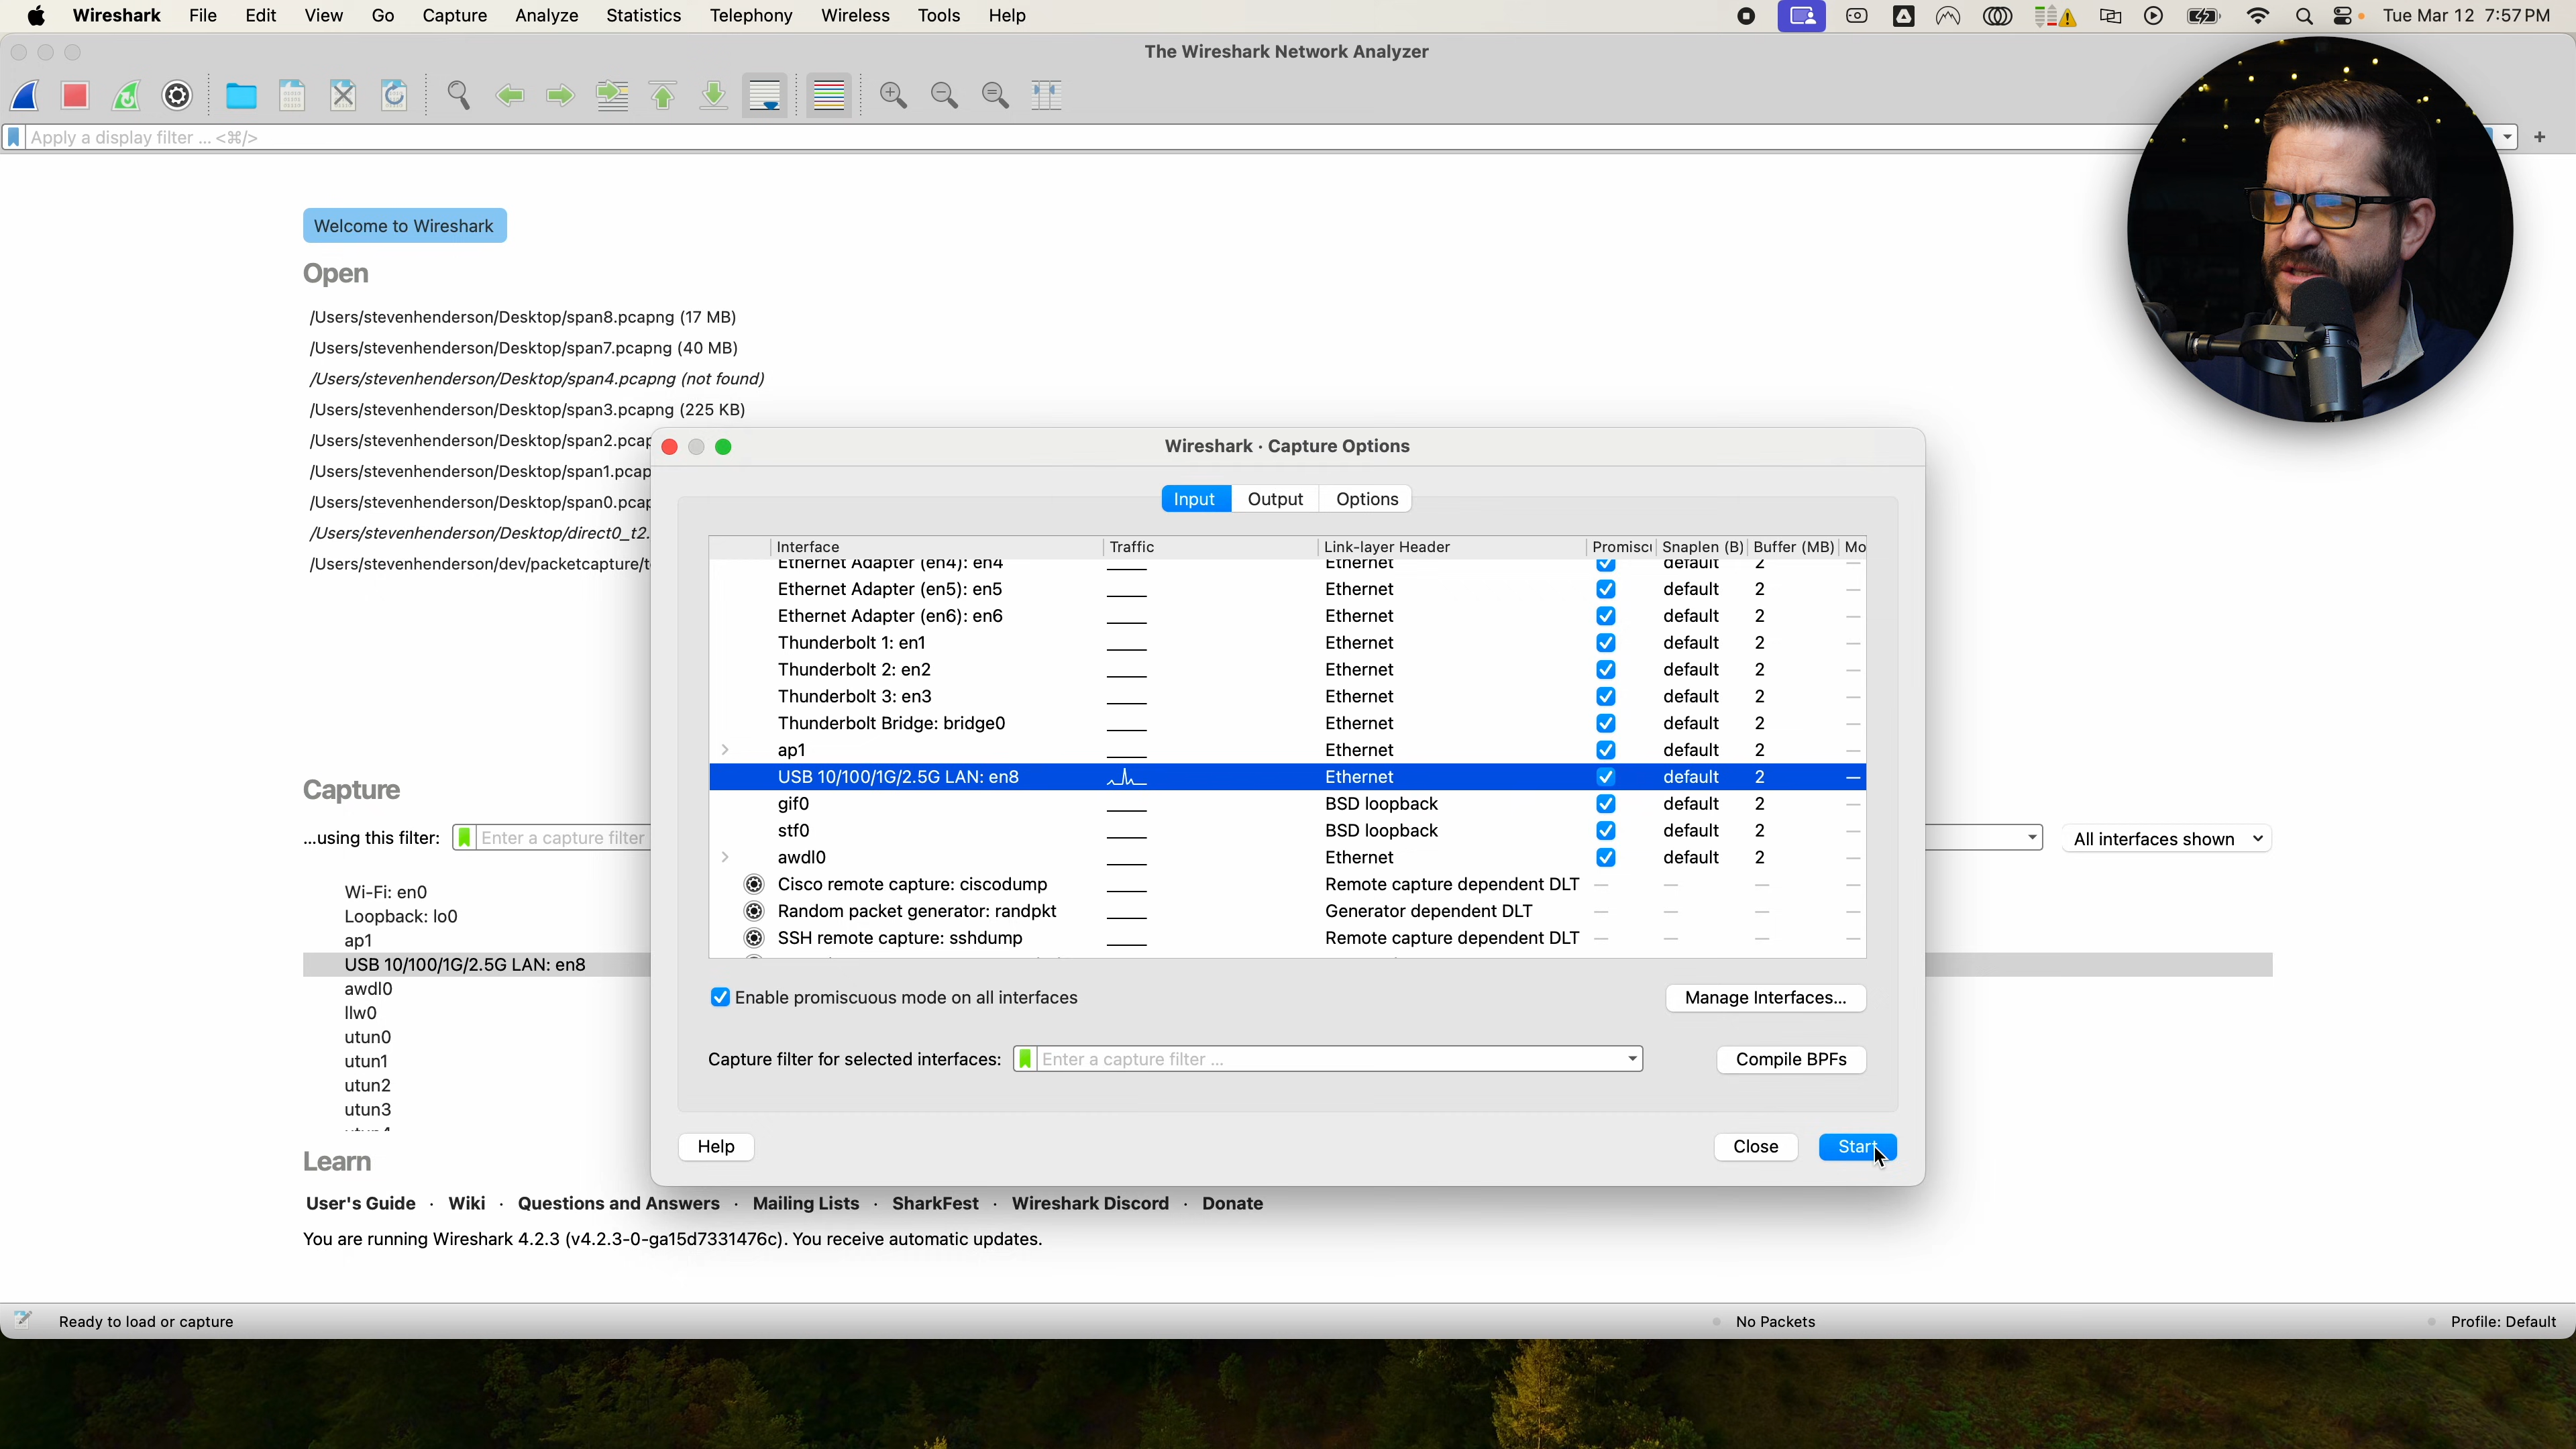 Wireshark File Edit View Go Capture Analyze Statistics Telephony Wireless Tools Help Tue Mar 12 7:57 PM
The Wireshark Network Analyzer
Apply a display filter ... <⌘/>
Welcome to Wireshark
Open
/Users/stevenhenderson/Desktop/span8.pcapng (17 MB)
/Users/stevenhenderson/Desktop/span7.pcapng (40 MB)
/Users/stevenhenderson/Desktop/span4.pcapng (not found)
/Users/stevenhenderson/Desktop/span3.pcapng (225 KB)
/Users/stevenhenderson/Desktop/span2.pcap
/Users/stevenhenderson/Desktop/span1.pcap
/Users/stevenhenderson/Desktop/span0.pcap
/Users/stevenhenderson/Desktop/direct0_t2.
/Users/stevenhenderson/dev/packetcapture/t
Wireshark · Capture Options
Input Output Options
Interface Traffic Link-layer Header Promisc Snaplen (B) Buffer (MB) Mo
Ethernet Adapter (en4): en4 Ethernet default 2 —
Ethernet Adapter (en5): en5 Ethernet default 2 —
Ethernet Adapter (en6): en6 Ethernet default 2 —
Thunderbolt 1: en1 Ethernet default 2 —
Thunderbolt 2: en2 Ethernet default 2 —
Thunderbolt 3: en3 Ethernet default 2 —
Thunderbolt Bridge: bridge0 Ethernet default 2 —
ap1 Ethernet default 2 —
USB 10/100/1G/2.5G LAN: en8 Ethernet default 2 —
gif0 BSD loopback default 2 —
stf0 BSD loopback default 2 —
awdl0 Ethernet default 2 —
Cisco remote capture: ciscodump Remote capture dependent DLT — — — —
Random packet generator: randpkt Generator dependent DLT — — — —
SSH remote capture: sshdump Remote capture dependent DLT — — — —
Enable promiscuous mode on all interfaces Manage Interfaces...
Capture filter for selected interfaces: Enter a capture filter ... Compile BPFs
Help Close Start
Capture
...using this filter: Enter a capture filter All interfaces shown
Wi-Fi: en0
Loopback: lo0
ap1
USB 10/100/1G/2.5G LAN: en8
awdl0
llw0
utun0
utun1
utun2
utun3
Learn
User's Guide · Wiki · Questions and Answers · Mailing Lists · SharkFest · Wireshark Discord · Donate
You are running Wireshark 4.2.3 (v4.2.3-0-ga15d7331476c). You receive automatic updates.
Ready to load or capture No Packets Profile: Default